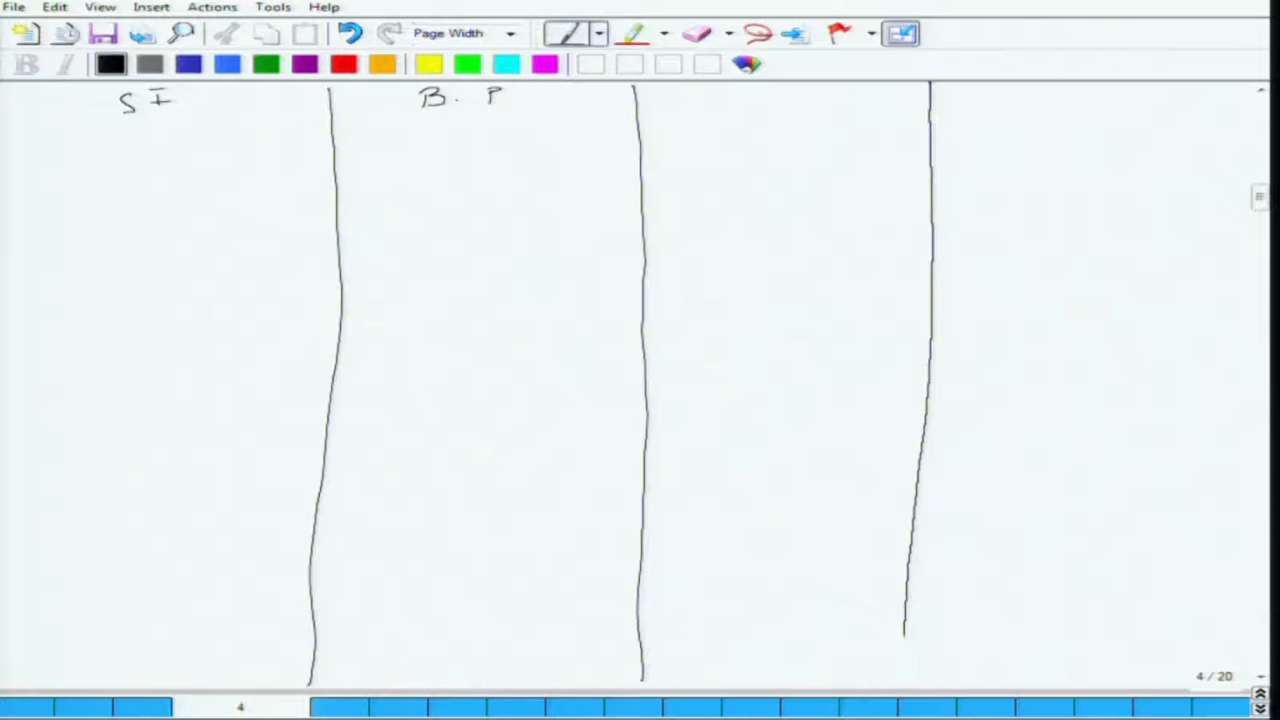 File Edit View Insert Actions Tools Help
Page Width
B I
S I
B. P
4 / 20
4